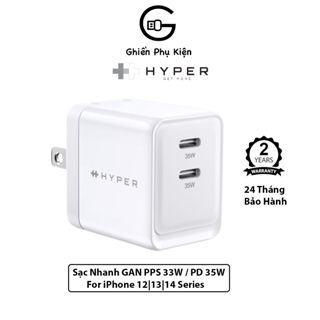 Ghiền Phụ Kiện
HYPER
GET MORE
HYPER
35W
35W
2
YEARS
WARRANTY
24 Tháng
Bảo Hành
Sạc Nhanh GAN PPS 33W / PD 35W
For iPhone 12|13|14 Series